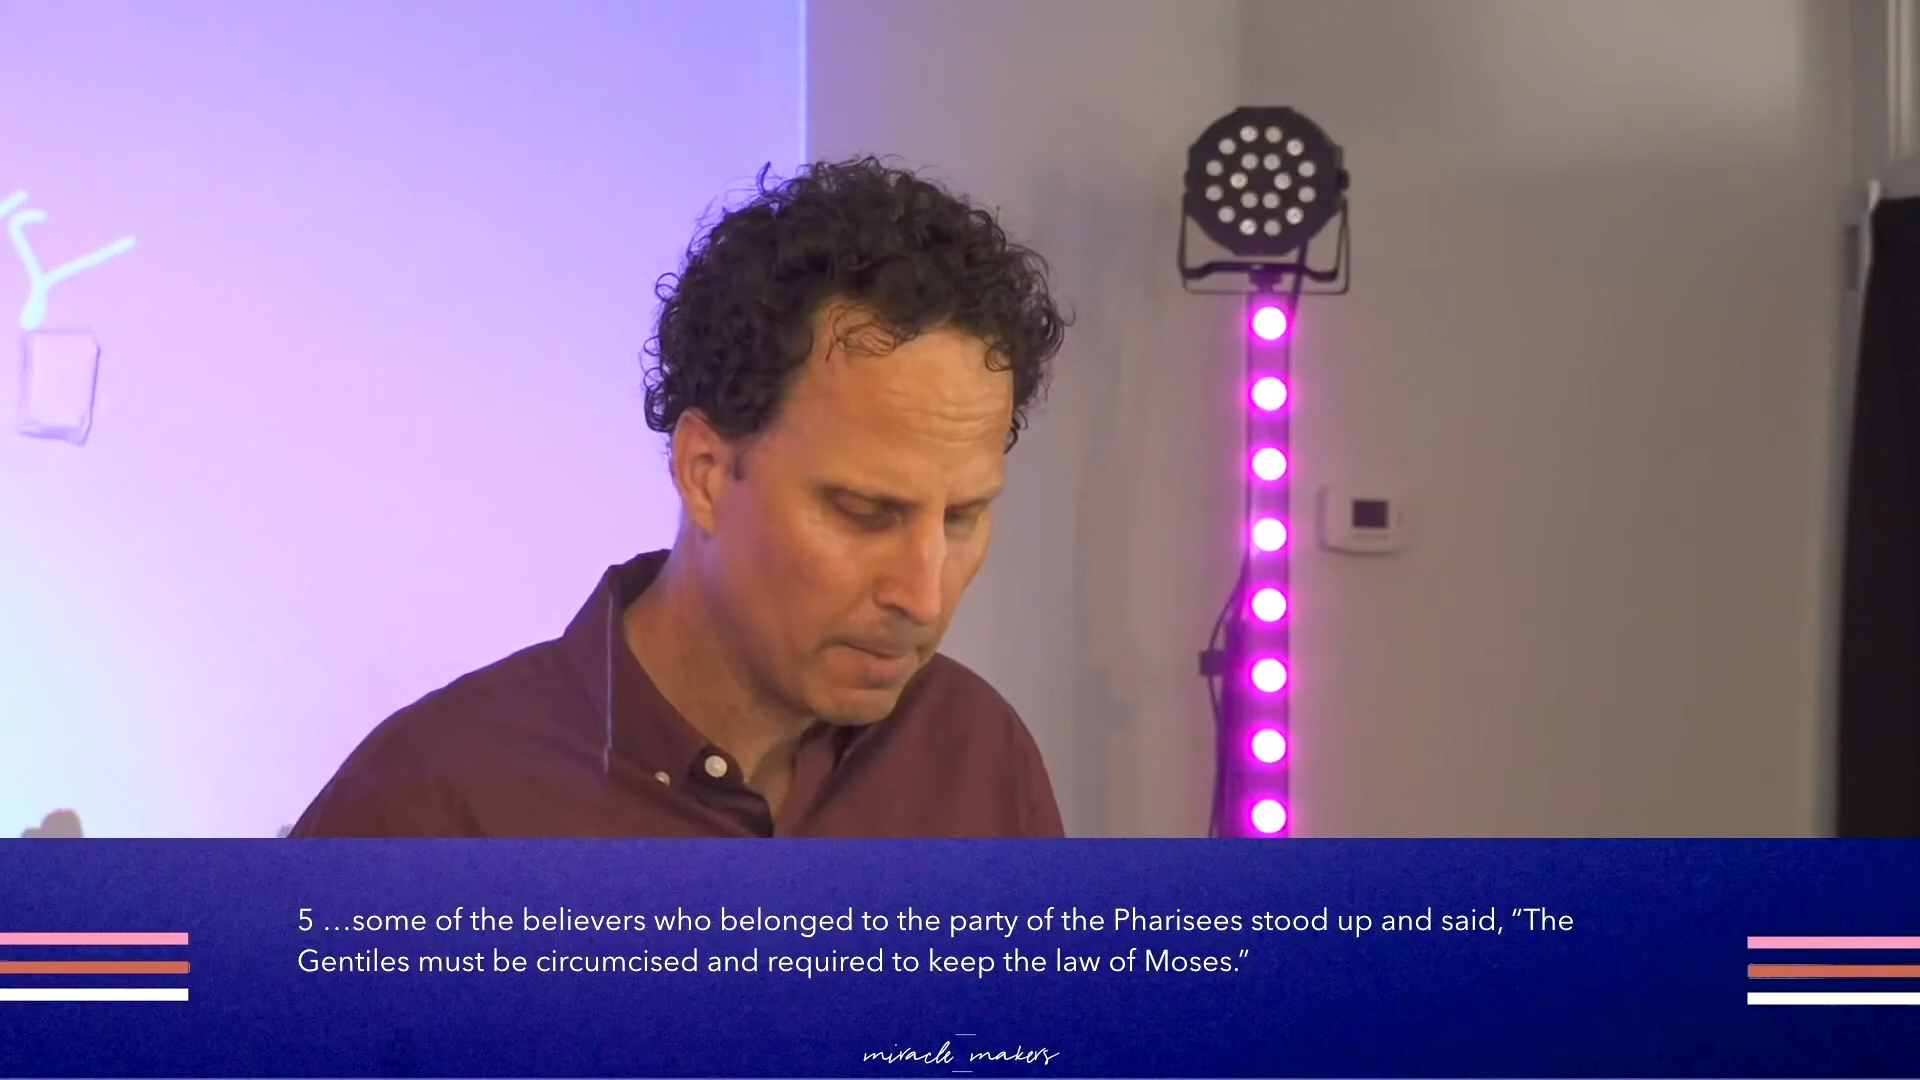 5 …some of the believers who belonged to the party of the Pharisees stood up and said, “The
Gentiles must be circumcised and required to keep the law of Moses.”
miracle makers